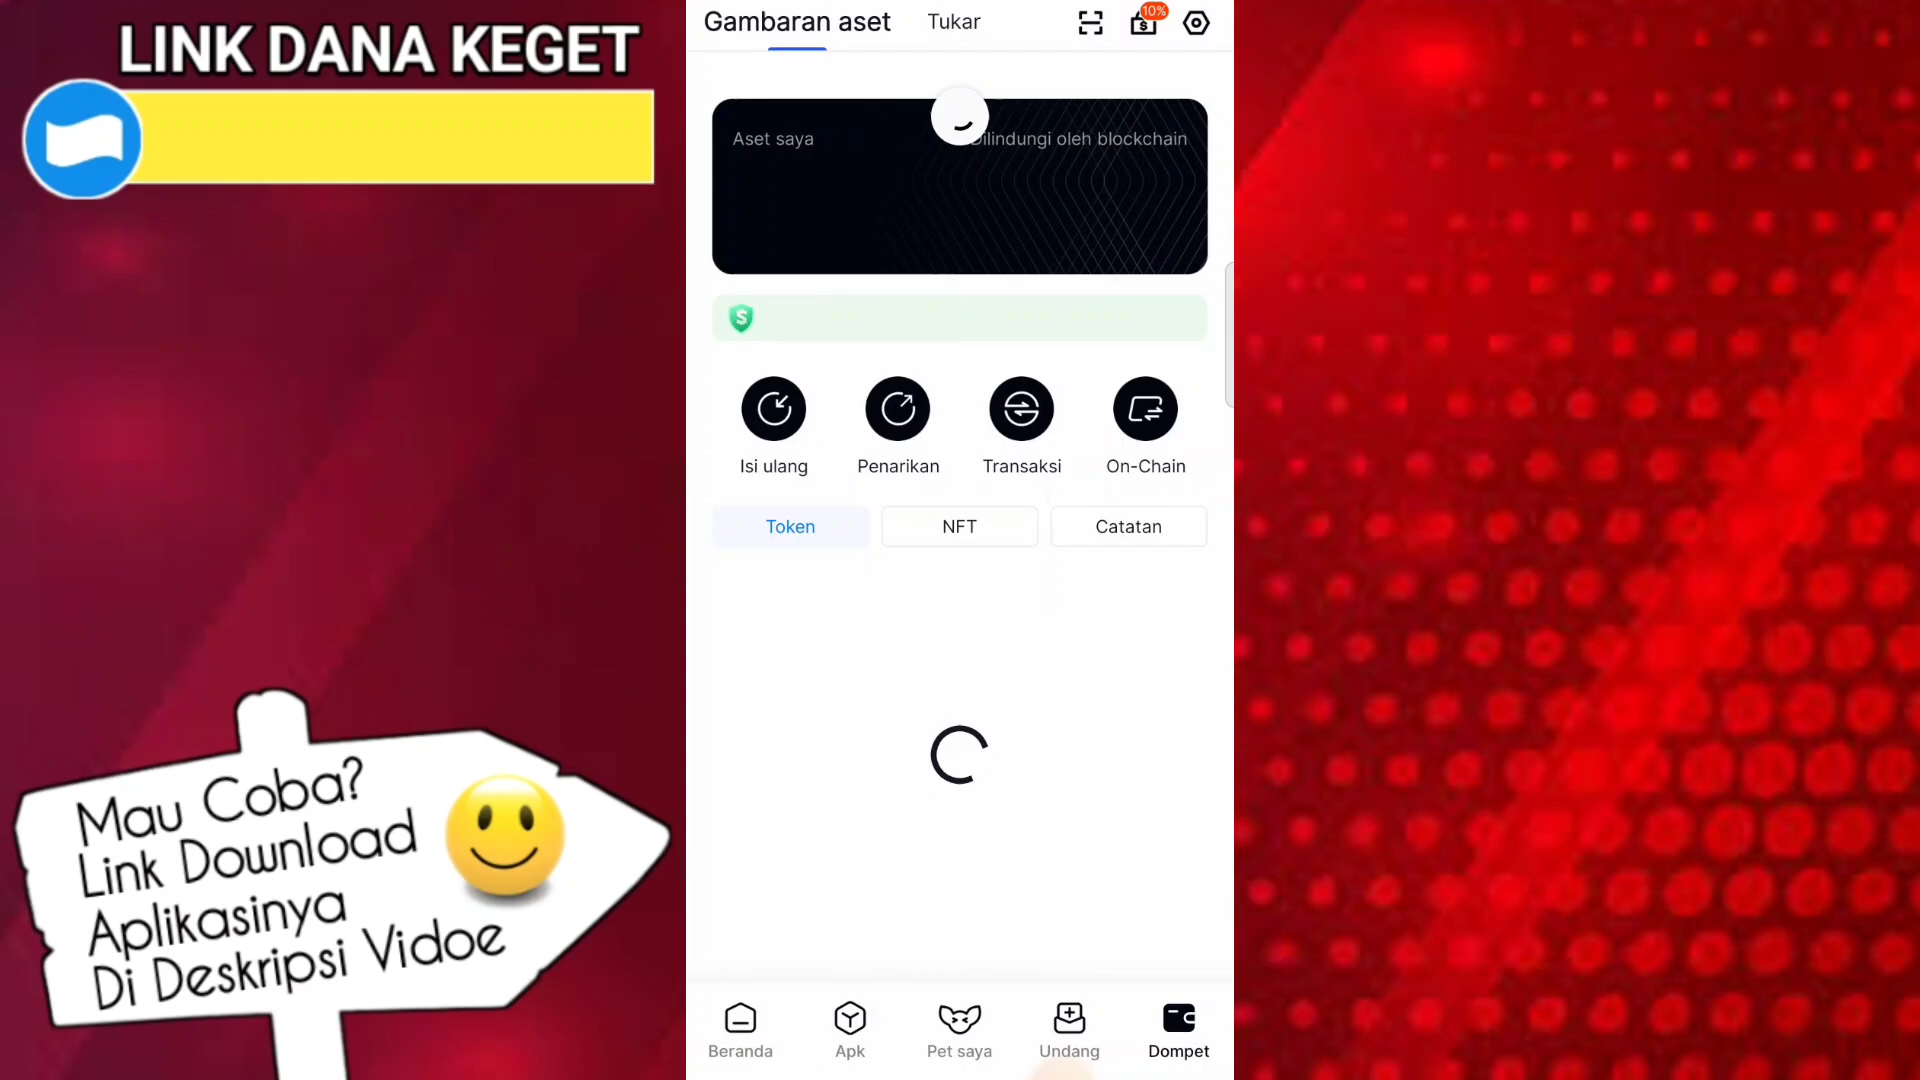 LINK DANA KEGET
Gambaran aset
Tukar
10%
Aset saya
Dilindungi oleh blockchain
Isi ulang
Penarikan
Transaksi
On-Chain
Token
NFT
Catatan
Mau Coba?
Link Download
Aplikasinya
Di Deskripsi Vidoe
Beranda
Apk
Pet saya
Undang
Dompet